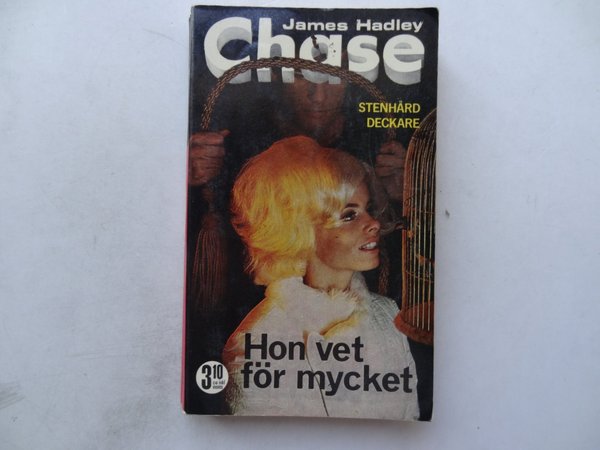 James Hadley
Chase
STENHÅRD
DECKARE
Hon vet
för mycket
3 10